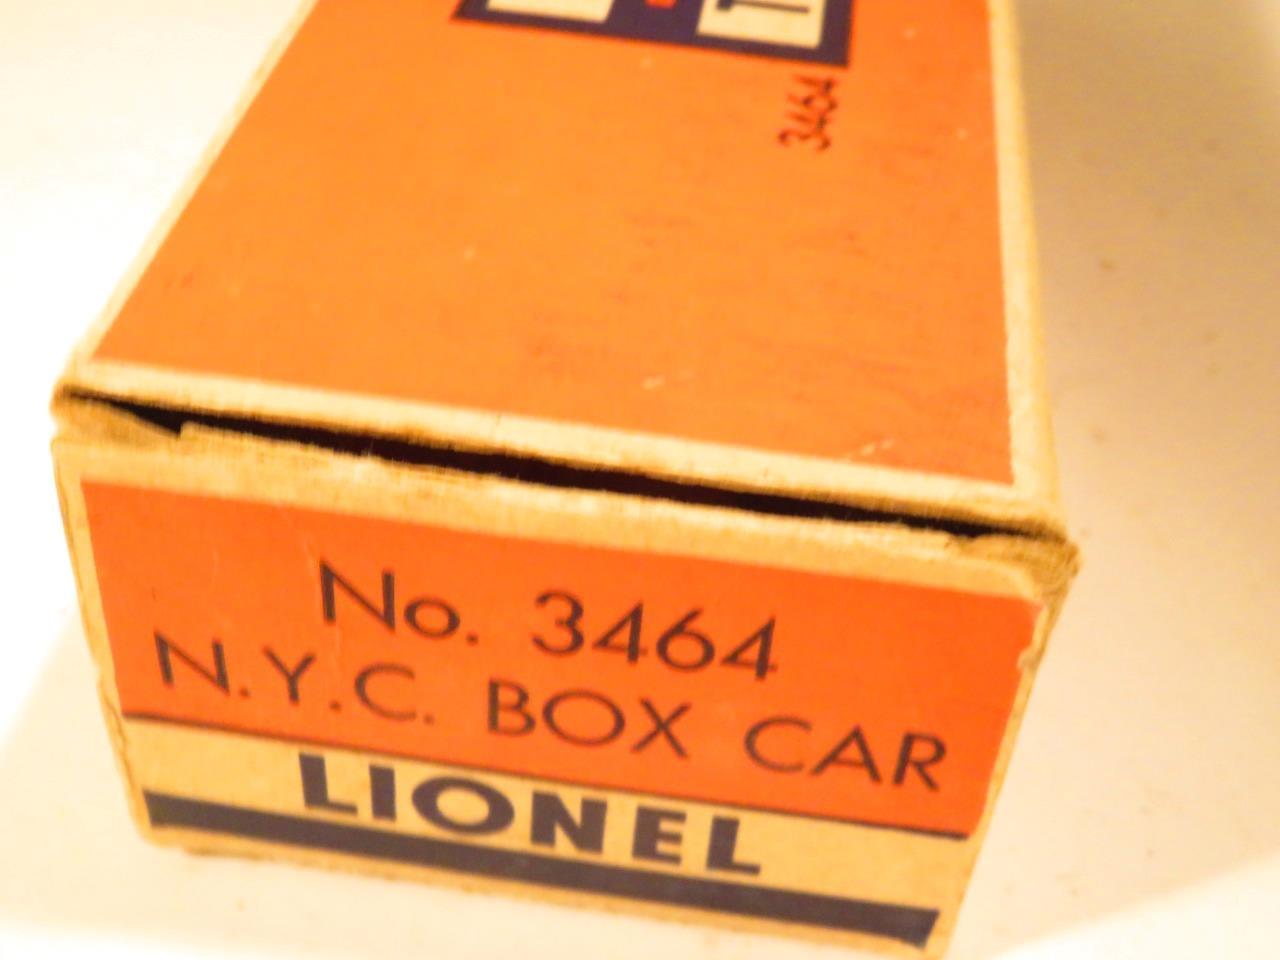 3464
No. 3464
N.Y.C. BOX CAR
LIONEL